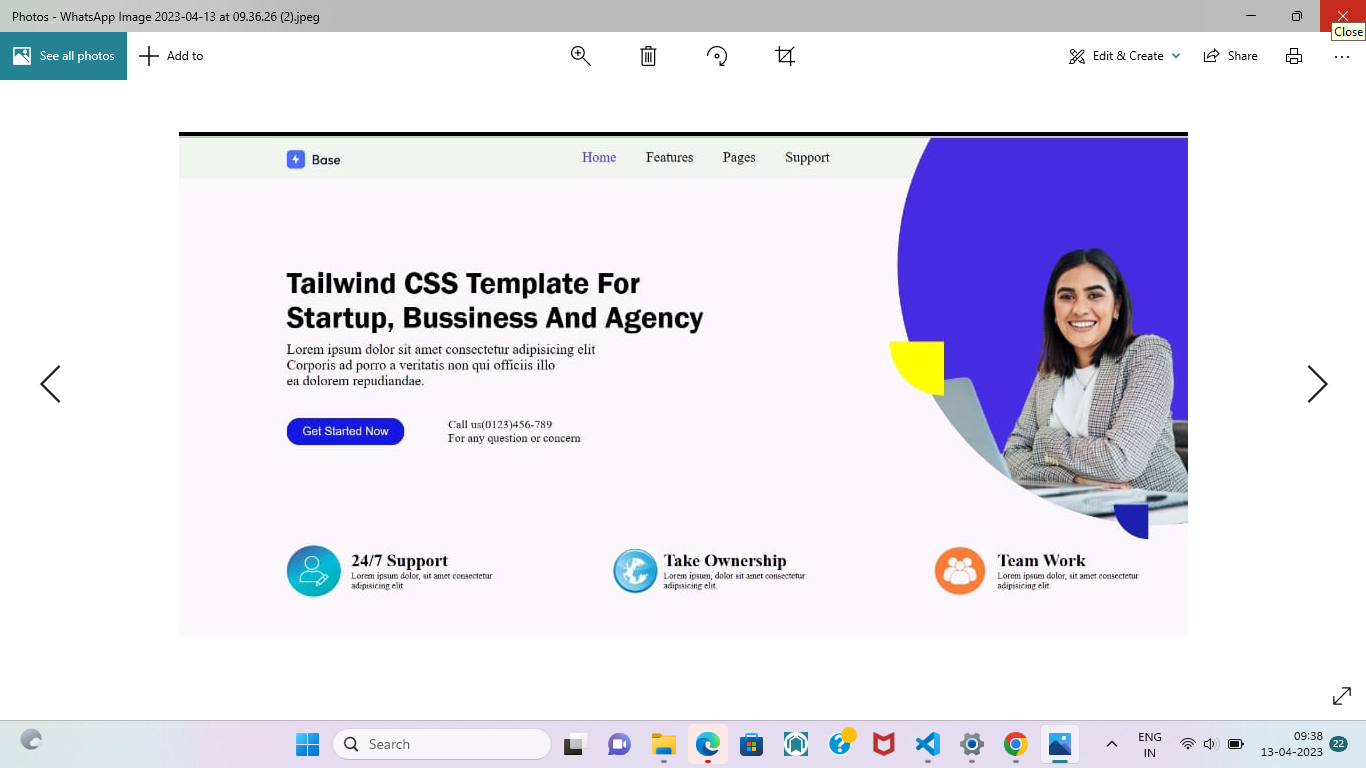 Photos - WhatsApp Image 2023-04-13 at 09.36.26 (2).jpeg
Close
See all photos
Add to
Edit & Create
Share
Base
Home Features Pages Support
Tailwind CSS Template For
Startup, Bussiness And Agency
Lorem ipsum dolor sit amet consectetur adipisicing elit
Corporis ad porro a veritatis non qui officiis illo
ea dolorem repudiandae.
Get Started Now
Call us(0123)456-789
For any question or concern
24/7 Support
Lorem ipsum dolor, sit amet consectetur
adipisicing elit.
Take Ownership
Lorem ipsum, dolor sit amet consectetur
adipisicing elit.
Team Work
Lorem ipsum dolor, sit amet consectetur
adipisicing elit.
Search
ENG
IN
09:38
13-04-2023
22